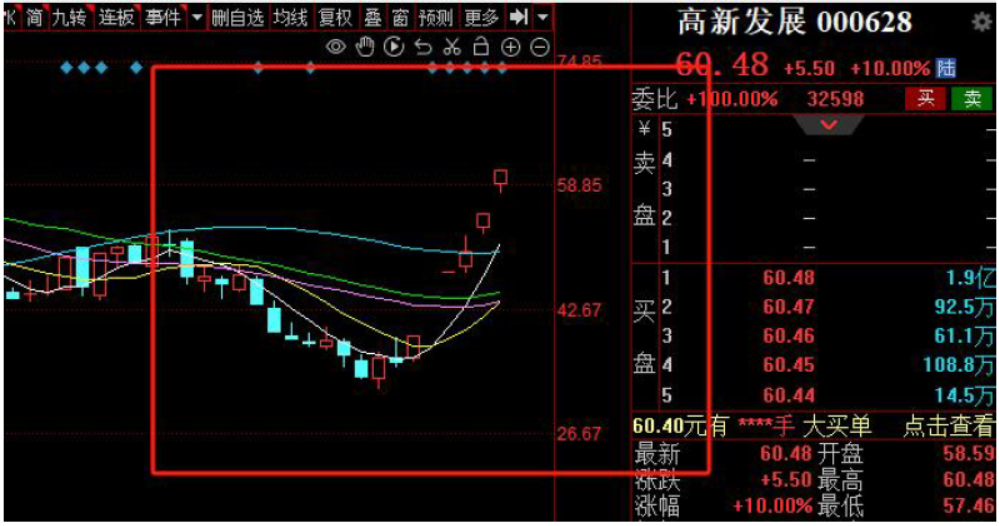 K 简 九转 连板 事件 删自选 均线 复权 叠 窗 预测 更多
高新发展 000628
74.85
60.48 +5.50 +10.00% 陆
委比 +100.00% 32598 买 卖
¥ 5 —
卖 4 — —
3 — —
盘 2 — —
1 — —
58.85
42.67
26.67
1 60.48 1.9亿
买 2 60.47 92.5万
3 60.46 61.1万
盘 4 60.45 108.8万
5 60.44 14.5万
60.40元有 ****手 大买单 点击查看
最新 60.48 开盘 58.59
涨跌 +5.50 最高 60.48
涨幅 +10.00% 最低 57.46